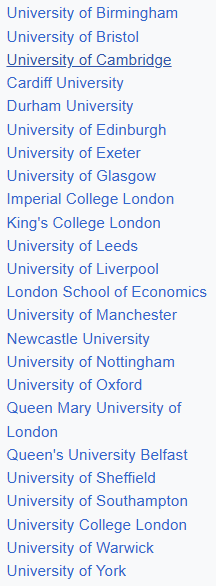 University of Birmingham
University of Bristol
University of Cambridge
Cardiff University
Durham University
University of Edinburgh
University of Exeter
University of Glasgow
Imperial College London
King's College London
University of Leeds
University of Liverpool
London School of Economics
University of Manchester
Newcastle University
University of Nottingham
University of Oxford
Queen Mary University of
London
Queen's University Belfast
University of Sheffield
University of Southampton
University College London
University of Warwick
University of York